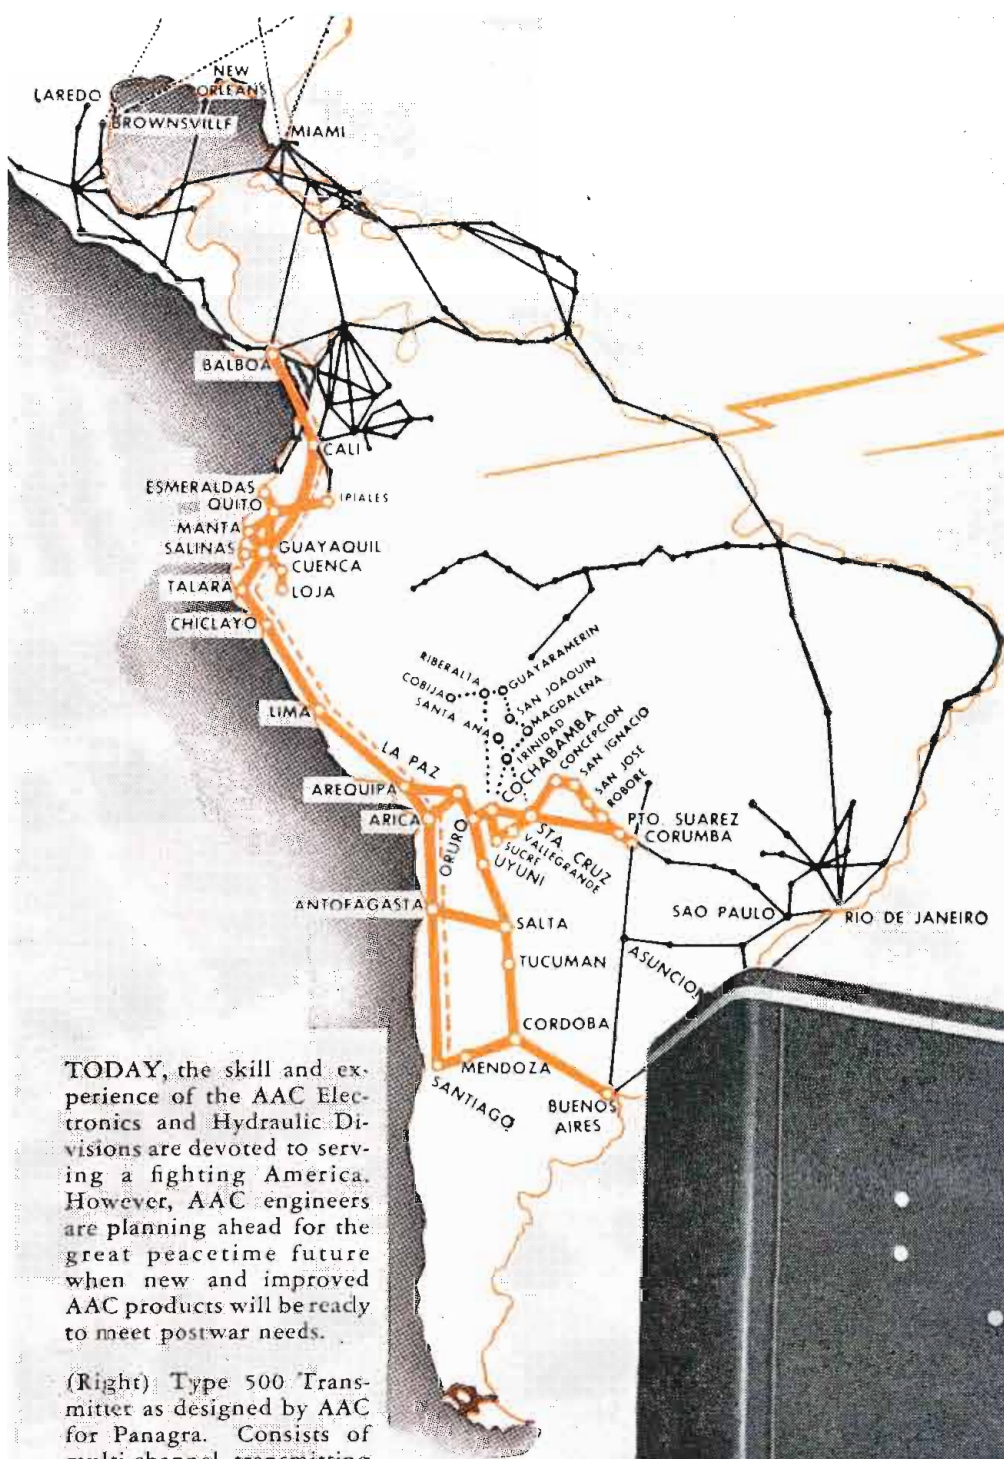 NEW
ORLEANS
LAREDO
BROWNSVILLE
MIAMI
BALBOA
CALI
ESMERALDAS
QUITO
IPIALES
MANTA
SALINAS
GUAYAQUIL
CUENCA
TALARA
LOJA
CHICLAYO
RIBERALTA
GUAYARAMERIN
COBIJA
SAN JOAQUIN
SANTA ANA
MAGDALENA
TRINIDAD
COCHABAMBA
CONCEPCION
SAN IGNACIO
SAN JOSE
ROBORE
LIMA
LA PAZ
AREQUIPA
ARICA
ORURO
STA. CRUZ
VALLEGRANDE
SUCRE
UYUNI
PTO. SUAREZ
CORUMBA
ANTOFAGASTA
SALTA
SAO PAULO
RIO DE JANEIRO
TUCUMAN
ASUNCION
CORDOBA
MENDOZA
SANTIAGO
BUENOS
AIRES
TODAY, the skill and ex-
perience of the AAC Elec-
tronics and Hydraulic Di-
visions are devoted to serv-
ing a fighting America.
However, AAC engineers
are planning ahead for the
great peacetime future
when new and improved
AAC products will be ready
to meet postwar needs.
(Right) Type 500 Trans-
mitter as designed by AAC
for Panagra. Consists of
multi-channel transmitting